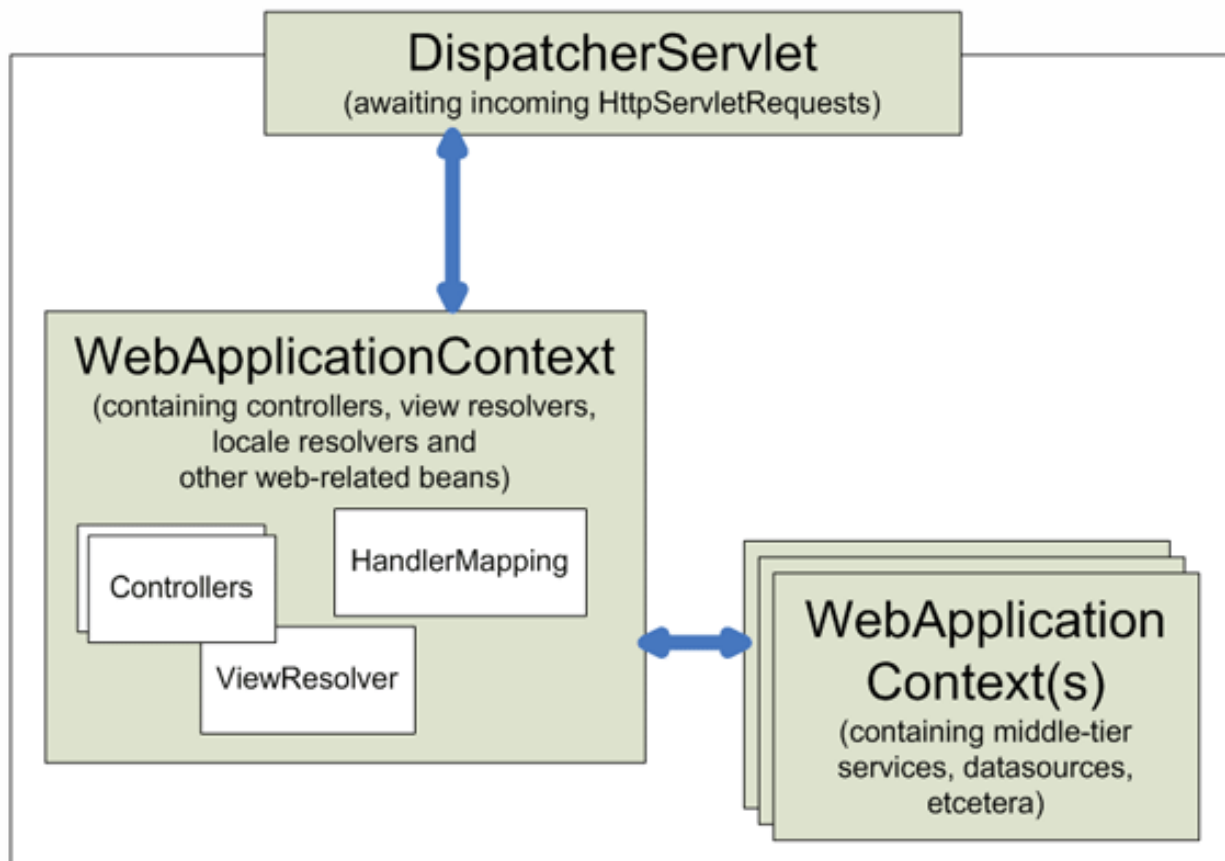 DispatcherServlet
(awaiting incoming HttpServletRequests)
WebApplicationContext
(containing controllers, view resolvers,
locale resolvers and
other web-related beans)
HandlerMapping
Controllers
ViewResolver
WebApplication
Context(s)
(containing middle-tier
services, datasources,
etcetera)